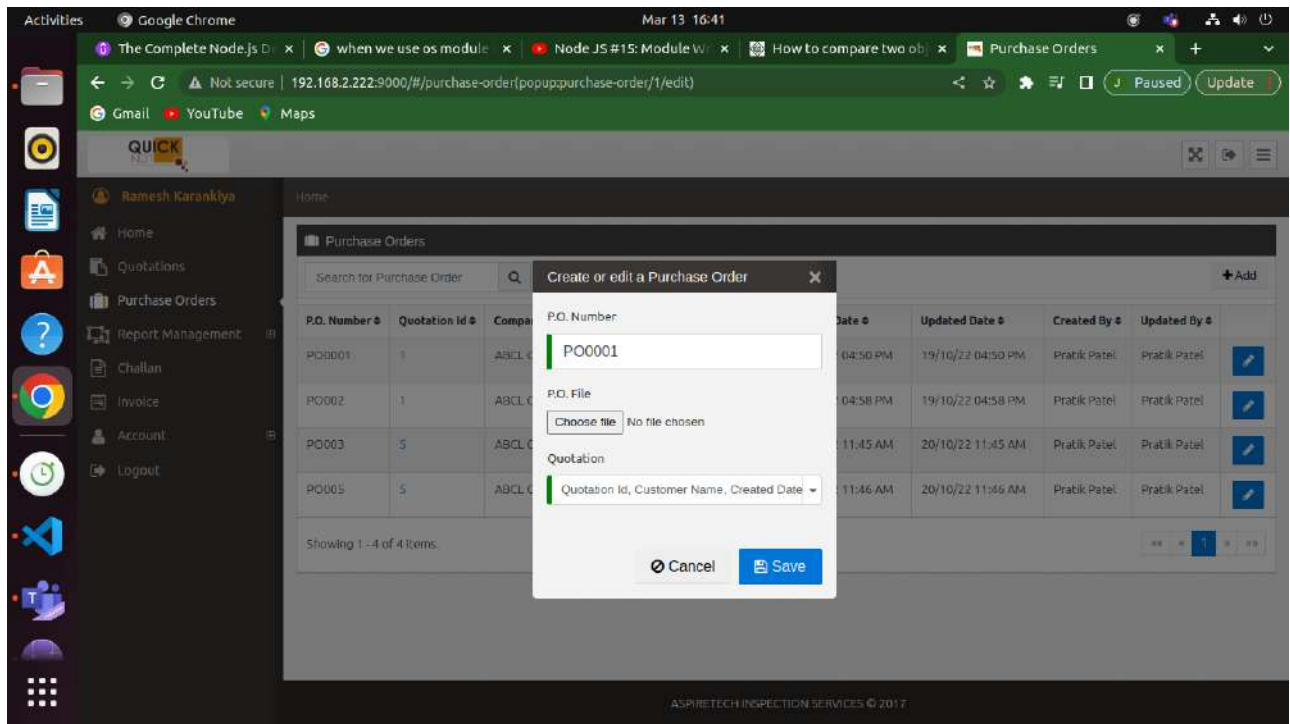 Activities Google Chrome Mar 13 16:41
The Complete Node.js D when we use os module Node JS #15: Module W How to compare two obj Purchase Orders
Not secure 192.168.2.222:9000/#/purchase-order(popup:purchase-order/1/edit) J Paused Update
Gmail YouTube Maps
QUICK
Ramesh Karankiya Home
Home
Quotations
Purchase Orders
Report Management
Challan
Invoice
Account
Logout
Purchase Orders
Search for Purchase Order Add
P.O. Number Quotation Id Compa Date Updated Date Created By Updated By
PO0001 1 ABCL 04:50 PM 19/10/22 04:50 PM Pratik Patel Pratik Patel
PO002 1 ABCL 04:58 PM 19/10/22 04:58 PM Pratik Patel Pratik Patel
PO003 5 ABCL 11:45 AM 20/10/22 11:45 AM Pratik Patel Pratik Patel
PO005 5 ABCL 11:46 AM 20/10/22 11:46 AM Pratik Patel Pratik Patel
Showing 1 - 4 of 4 items. «« « 1 » »»
Create or edit a Purchase Order
P.O. Number
PO0001
P.O. File
Choose file No file chosen
Quotation
Quotation Id, Customer Name, Created Date
Cancel Save
ASPIRETECH INSPECTION SERVICES © 2017